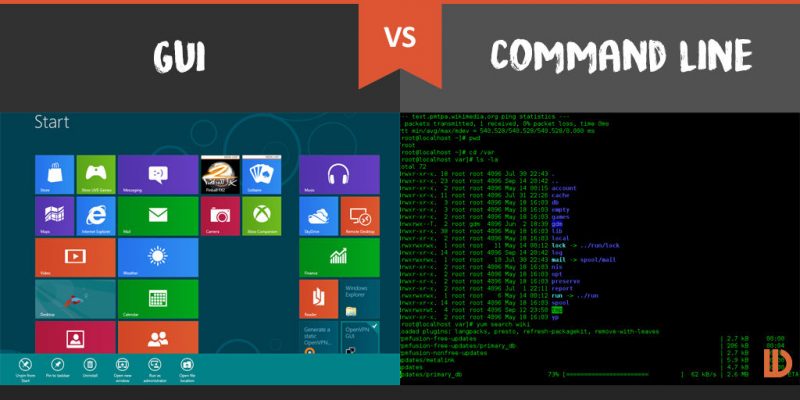 GUI
VS
COMMAND LINE
Start
Store
Xbox LIVE Games
Messaging
Pinball FX2
Solitaire
Music
Maps
Internet Explorer
Mail
Camera
Xbox Companion
SkyDrive
Remote Desktop
Video
Weather
Finance
Desktop
Calendar
Reader
Windows Explorer
Generate a static OpenVPN...
OpenVPN GUI
Unpin from Start
Pin to taskbar
Uninstall
Open new window
Run as administrator
Open file location
--- text.pmtpa.wikimedia.org ping statistics ---
packets transmitted, 1 received, 0% packet loss, time 0ms
tt min/avg/max/mdev = 540.528/540.528/540.528/0.000 ms
root@localhost ~]# pwd
root
root@localhost ~]# cd /var
root@localhost var]# ls -la
otal 72
rwxr-xr-x. 18 root root 4096 Jul 30 22:43 .
rwxr-xr-x. 23 root root 4096 Sep 14 20:42 ..
rwxr-xr-x. 2 root root 4096 May 14 00:15 account
rwxr-xr-x. 11 root root 4096 Jul 31 22:26 cache
rwxr-xr-x. 3 root root 4096 May 18 16:03 db
rwxr-xr-x. 3 root root 4096 May 18 16:03 empty
rwxr-xr-x. 2 root root 4096 May 18 16:03 games
rwxrwx--T. 2 root gdm 4096 Jun 2 18:39 gdm
rwxr-xr-x. 38 root root 4096 May 18 16:03 lib
rwxr-xr-x. 2 root root 4096 May 18 16:03 local
rwxrwxrwx. 1 root root 11 May 14 00:12 lock -> ../run/lock
rwxr-xr-x. 14 root root 4096 Sep 14 20:42 log
rwxrwxrwx. 1 root root 10 Jul 30 22:43 mail -> spool/mail
rwxr-xr-x. 2 root root 4096 May 18 16:03 nis
rwxr-xr-x. 2 root root 4096 May 18 16:03 opt
rwxr-xr-x. 2 root root 4096 May 18 16:03 preserve
rwxr-xr-x. 2 root root 4096 Jul 1 22:11 report
rwxrwxrwx. 1 root root 6 May 14 00:12 run -> ../run
rwxr-xr-x. 14 root root 4096 May 18 16:03 spool
rwxrwxrwt. 4 root root 4096 Sep 12 23:50 tmp
rwxr-xr-x. 2 root root 4096 May 18 16:03 yp
root@localhost var]# yum search wiki
oaded plugins: langpacks, presto, refresh-packagekit, remove-with-leaves
pmfusion-free-updates | 2.7 kB 00:00
pmfusion-free-updates/primary_db | 206 kB 00:04
pmfusion-nonfree-updates | 2.7 kB
updates/metalink | 5.9 kB
updates | 4.7 kB
updates/primary_db 73% [ 62 kB/s | 2.6 MB ETA